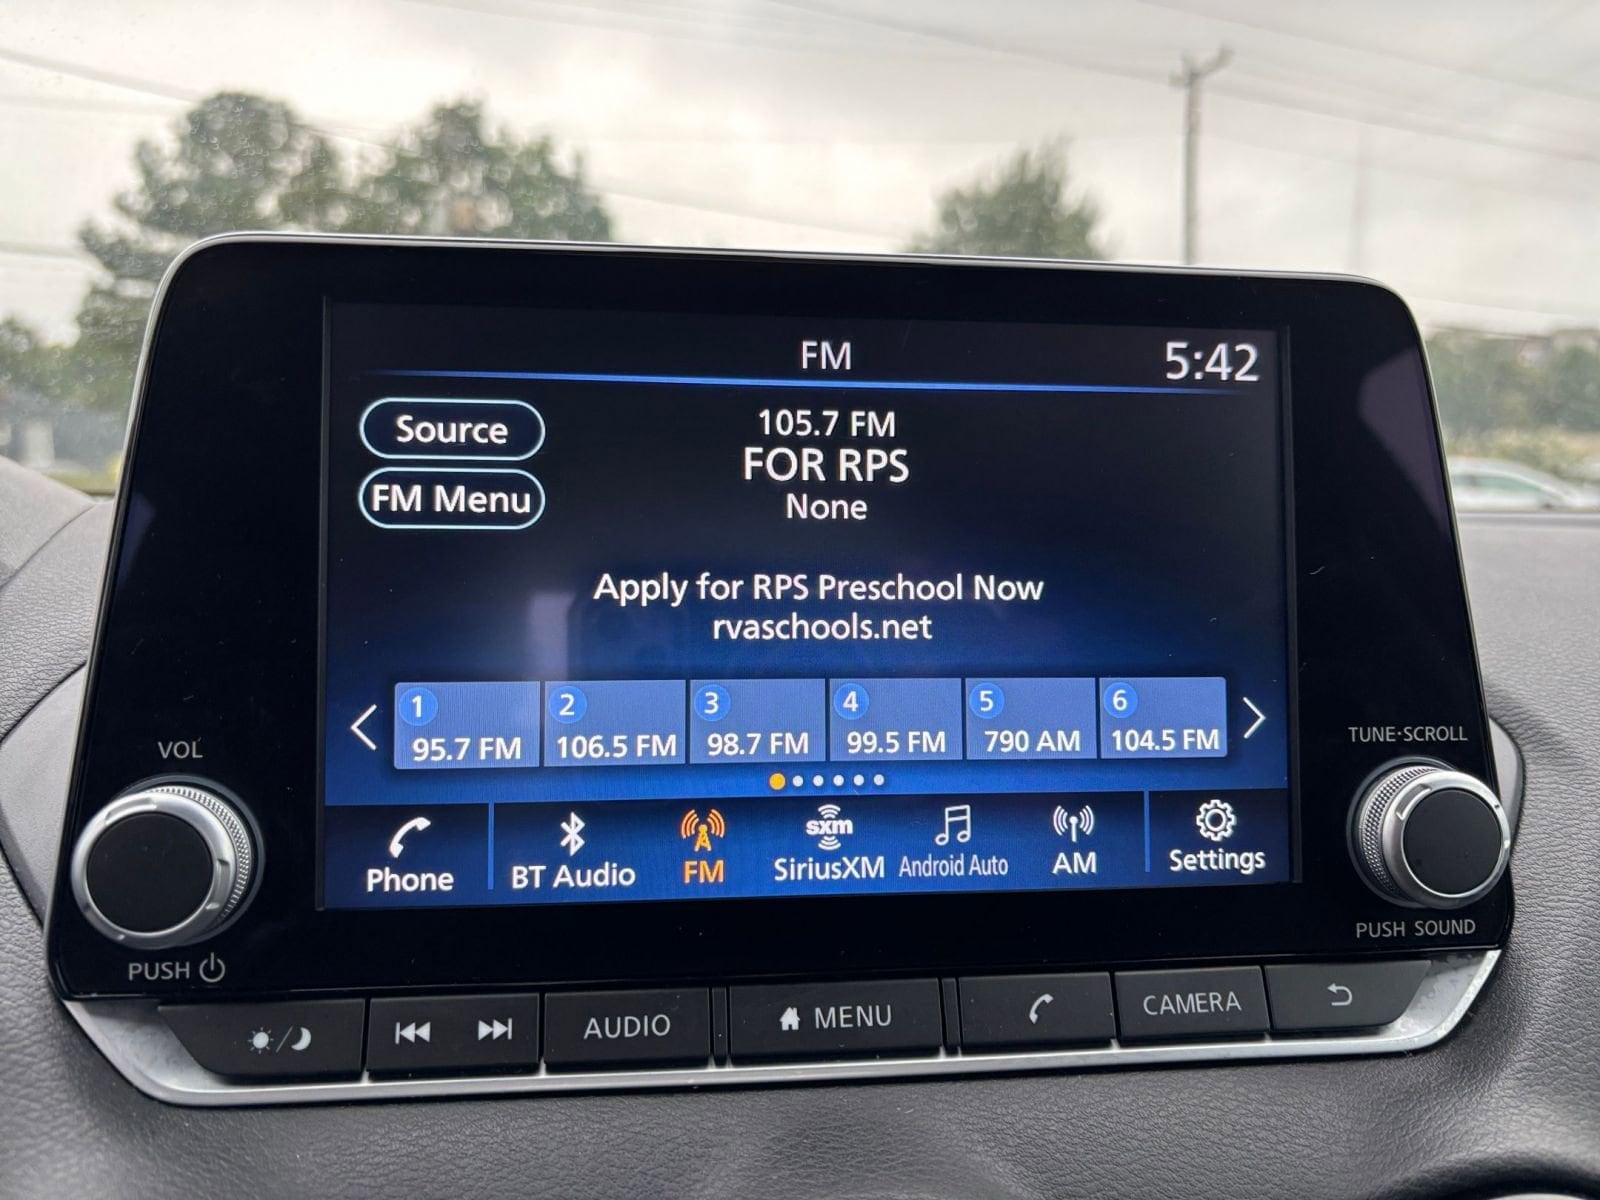 FM
5:42
Source
FM Menu
105.7 FM
FOR RPS
None
Apply for RPS Preschool Now
rvaschools.net
1
95.7 FM
2
106.5 FM
3
98.7 FM
4
99.5 FM
5
790 AM
6
104.5 FM
Phone
BT Audio
FM
sxm
SiriusXM
Android Auto
AM
Settings
VOL
PUSH
TUNE·SCROLL
PUSH SOUND
AUDIO
MENU
CAMERA